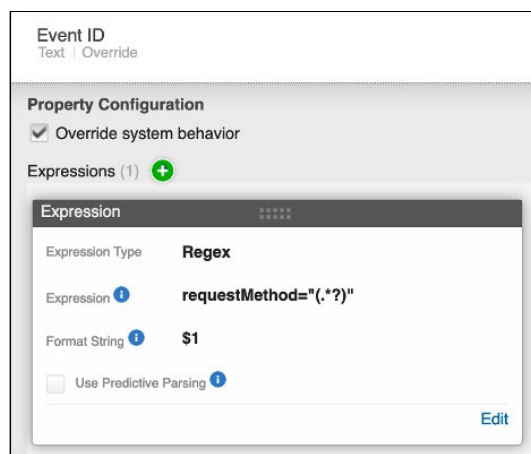 Event ID
Text | Override
Property Configuration
Override system behavior
Expressions (1)
Expression
Expression Type Regex
Expression requestMethod="(.*?)"
Format String $1
Use Predictive Parsing
Edit